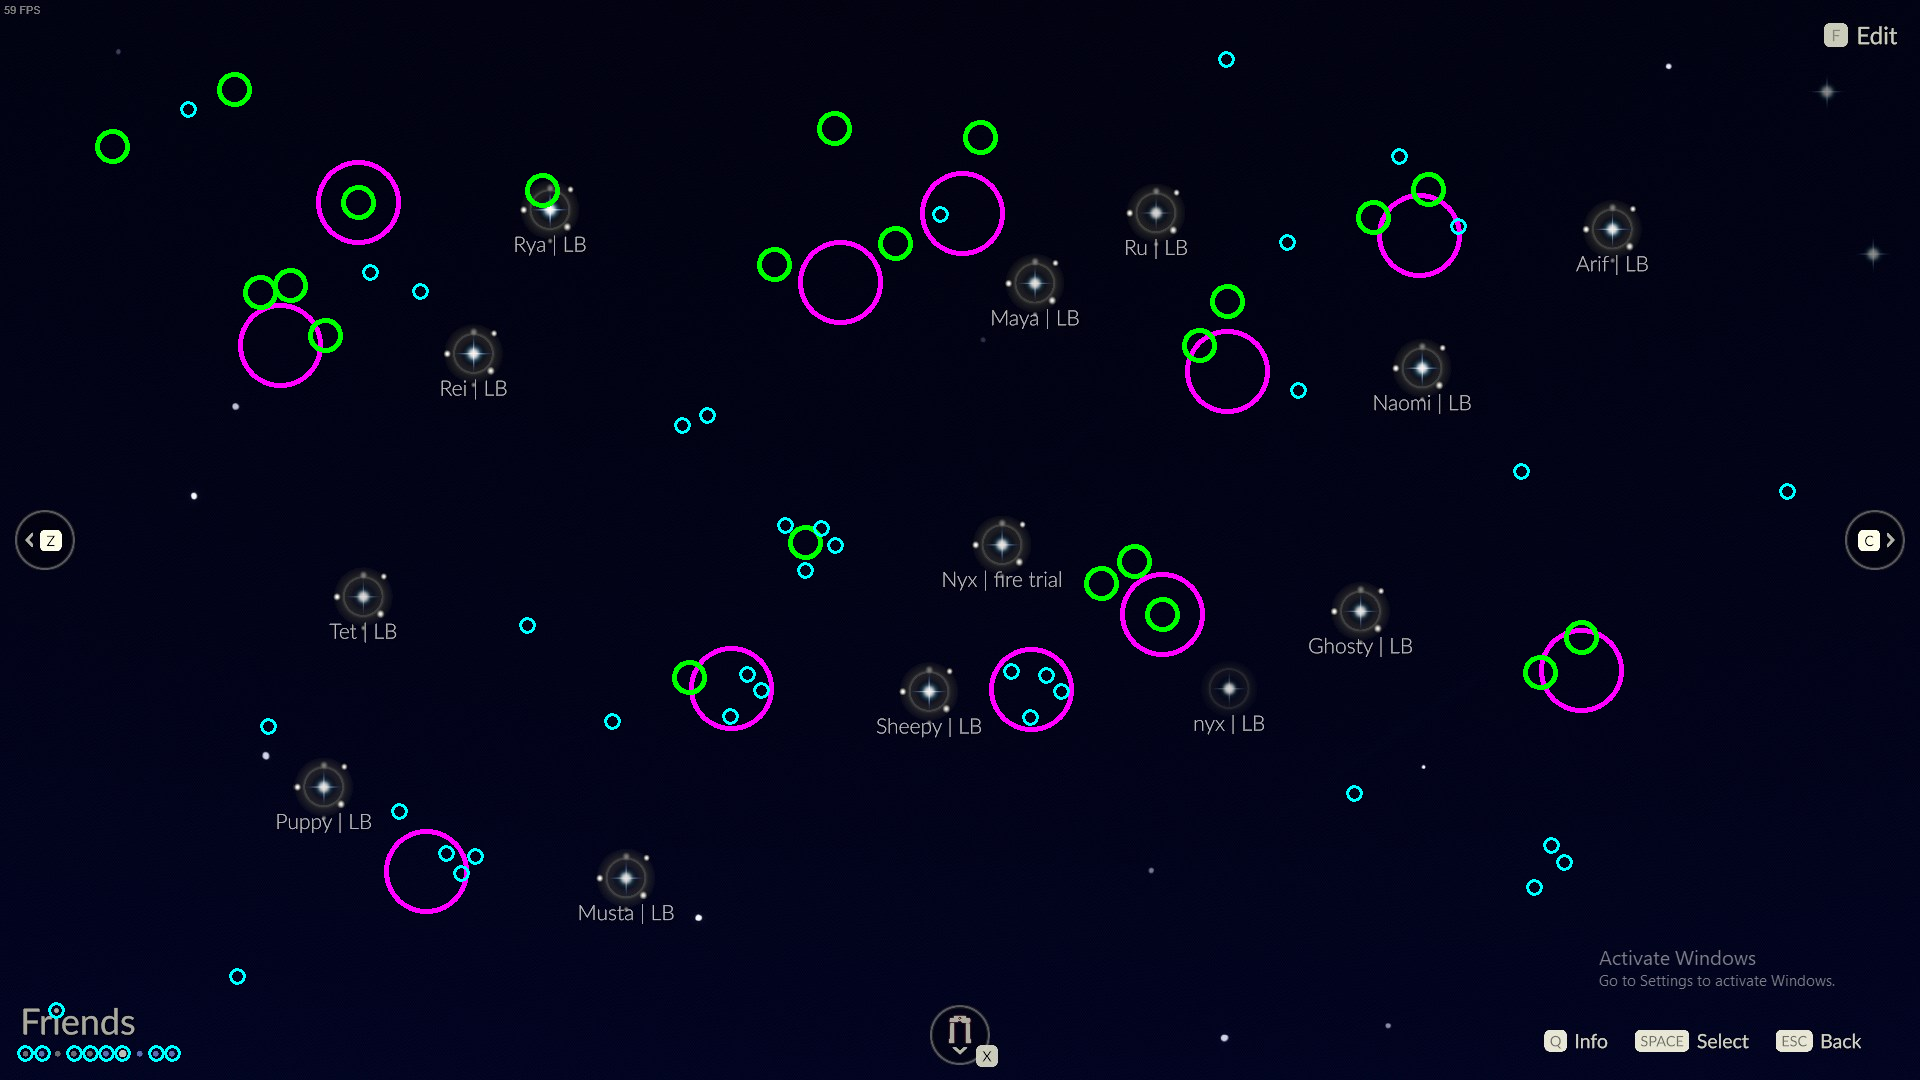 59 FPS
F Edit
Rya | LB
Ru | LB
Arif | LB
Maya | LB
Rei | LB
Naomi | LB
Z
C
Nyx | fire trial
Tet | LB
Ghosty | LB
Sheepy | LB
nyx | LB
Puppy | LB
Musta | LB
Activate Windows
Go to Settings to activate Windows.
Friends
X
Q Info SPACE Select ESC Back